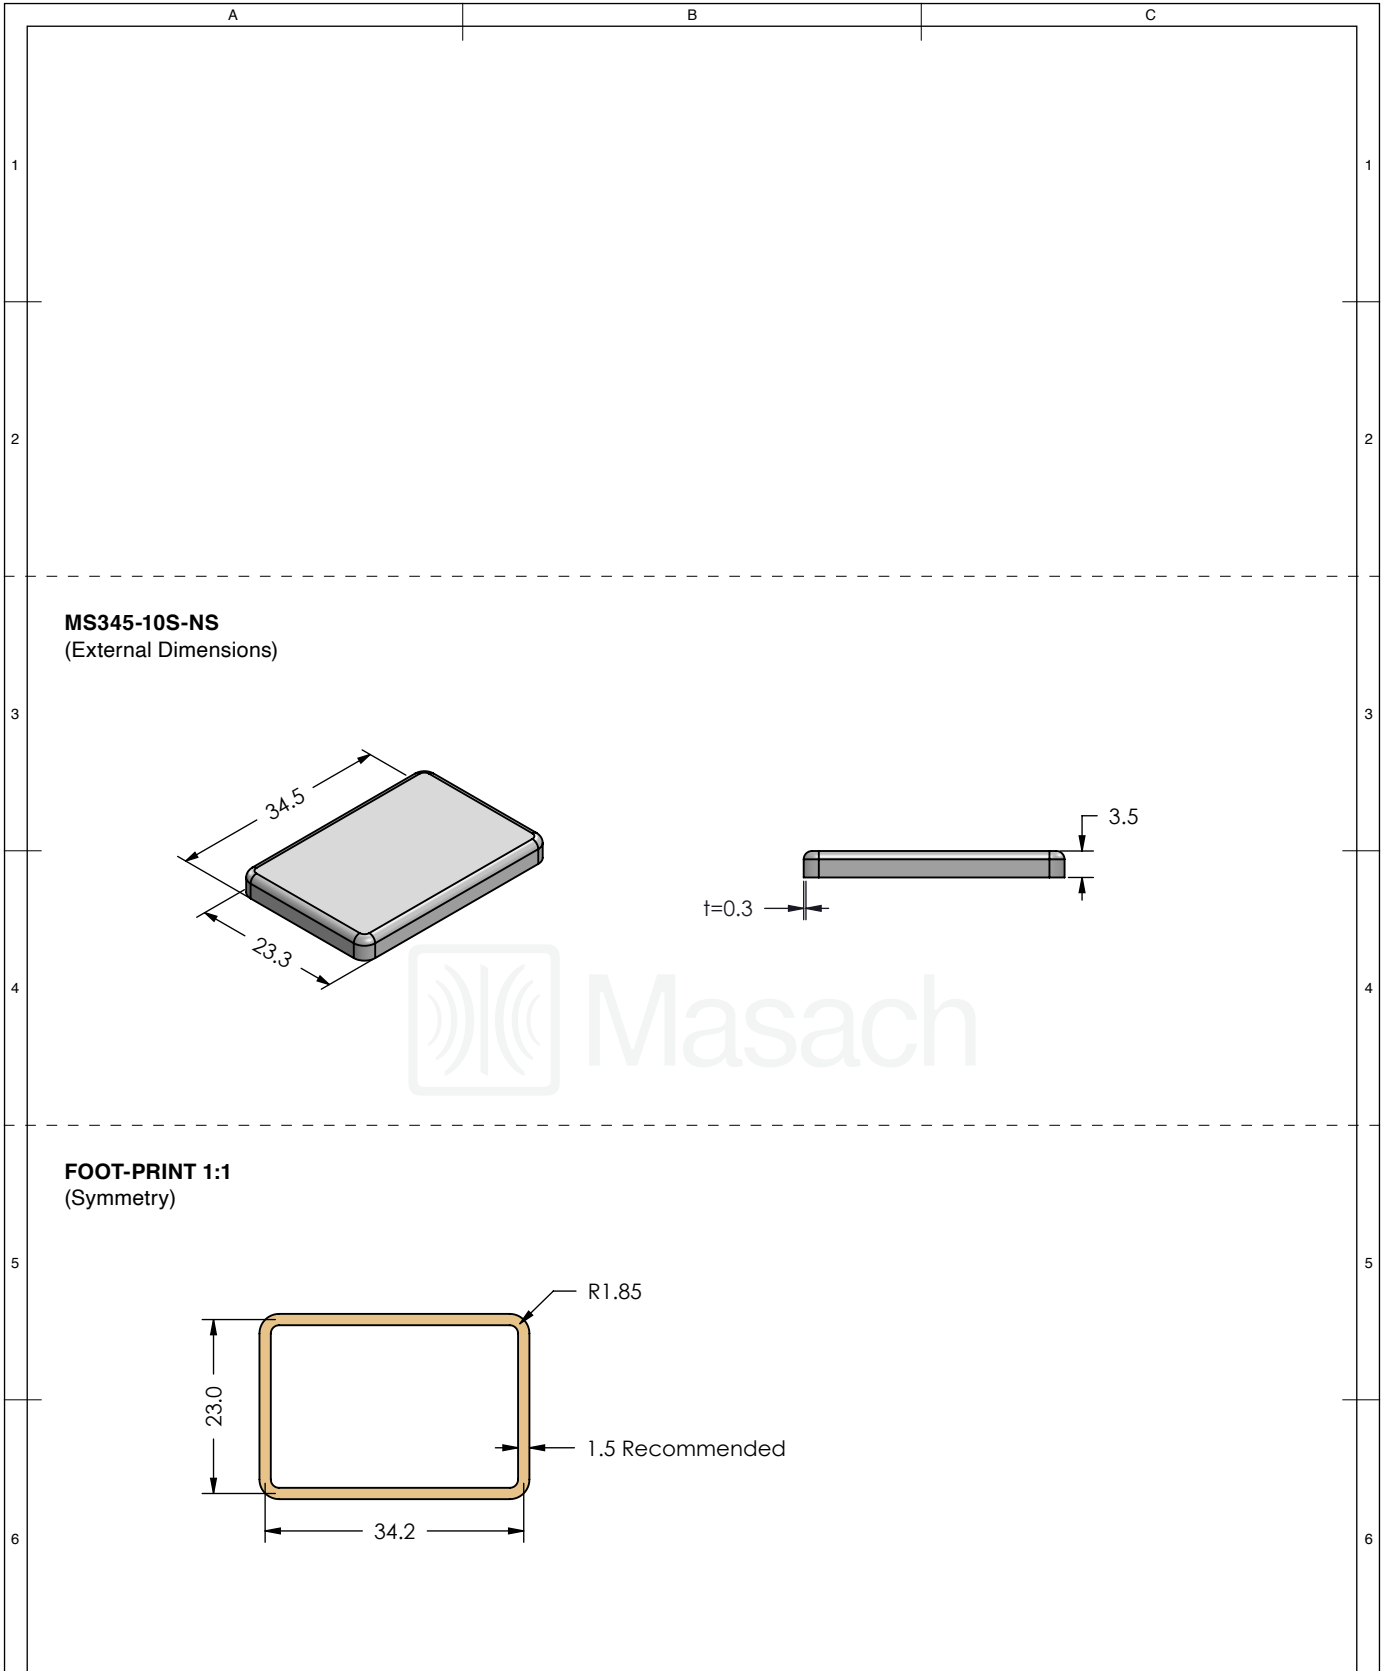 A
B
C
1
1
2
2
MS345-10S-NS
(External Dimensions)
3
3
34.5
23.3
3.5
t=0.3
4
4
Masach
FOOT-PRINT 1:1
(Symmetry)
5
5
R1.85
23.0
1.5 Recommended
34.2
6
6